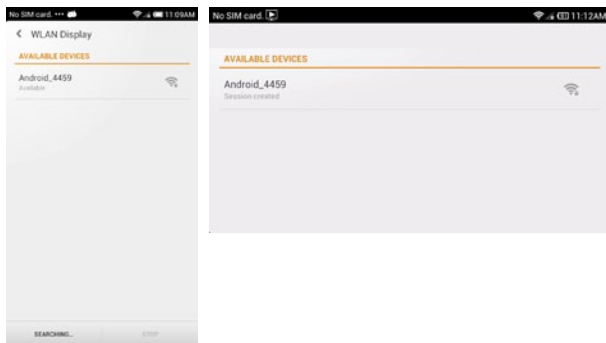 No SIM card. ••• 11:09AM
WLAN Display
AVAILABLE DEVICES
Android_4459
Available
SEARCHING...
STOP
No SIM card. 11:12AM
AVAILABLE DEVICES
Android_4459
Session created